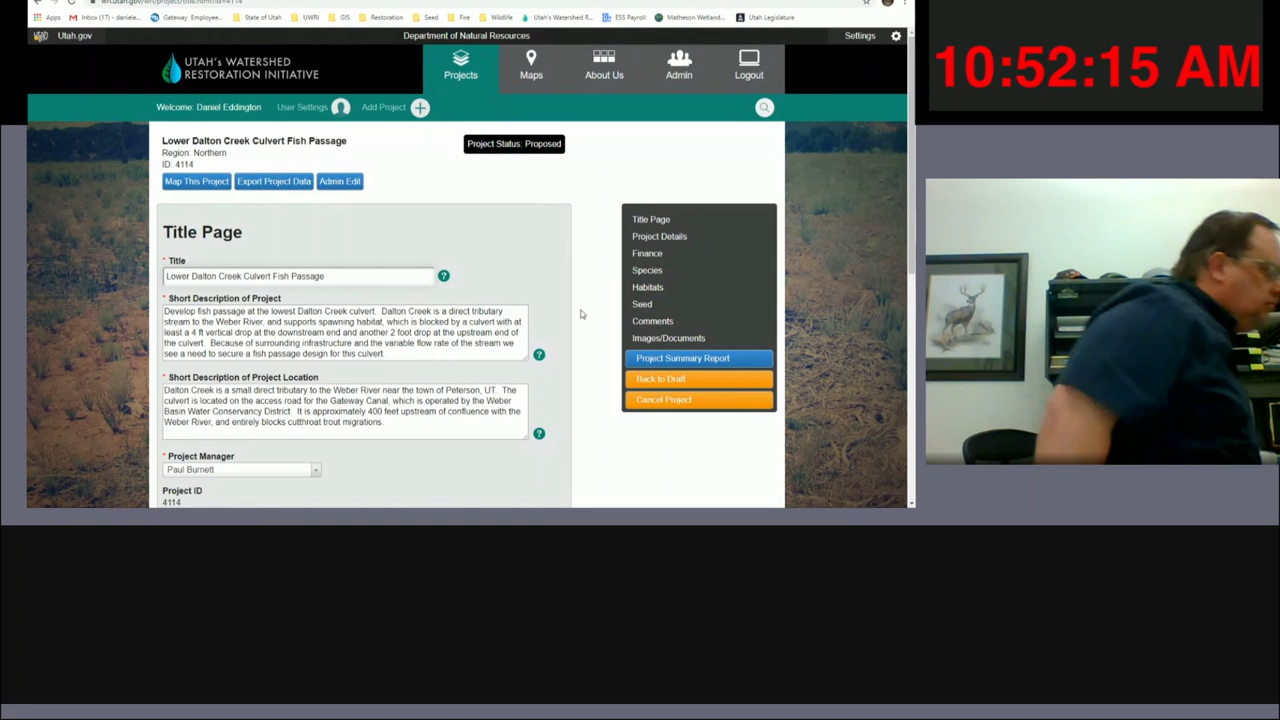 wri.utah.gov/wri/project/title.html?id=4114
Apps Inbox (?) - daniele... Gateway Employee... State of Utah UWRI GIS Restoration Seed Fire Wildlife Utah's Watershed R... ESS Payroll Matheson Wetland... Utah Legislature
10:52:15 AM
Utah.gov Department of Natural Resources Settings
UTAH'S WATERSHED
RESTORATION INITIATIVE
Projects Maps About Us Admin Logout
Welcome: Daniel Eddington User Settings Add Project
Lower Dalton Creek Culvert Fish Passage
Project Status: Proposed
Region: Northern
ID: 4114
Map This Project Export Project Data Admin Edit
Title Page
* Title
Lower Dalton Creek Culvert Fish Passage
* Short Description of Project
Develop fish passage at the lowest Dalton Creek culvert. Dalton Creek is a direct tributary
stream to the Weber River, and supports spawning habitat, which is blocked by a culvert with at
least a 4 ft vertical drop at the downstream end and another 2 foot drop at the upstream end of
the culvert. Because of surrounding infrastructure and the variable flow rate of the stream we
see a need to secure a fish passage design for this culvert.
* Short Description of Project Location
Dalton Creek is a small direct tributary to the Weber River near the town of Peterson, UT. The
culvert is located on the access road for the Gateway Canal, which is operated by the Weber
Basin Water Conservancy District. It is approximately 400 feet upstream of confluence with the
Weber River, and entirely blocks cutthroat trout migrations.
* Project Manager
Paul Burnett
Project ID
4114
Title Page
Project Details
Finance
Species
Habitats
Seed
Comments
Images/Documents
Project Summary Report
Back to Draft
Cancel Project